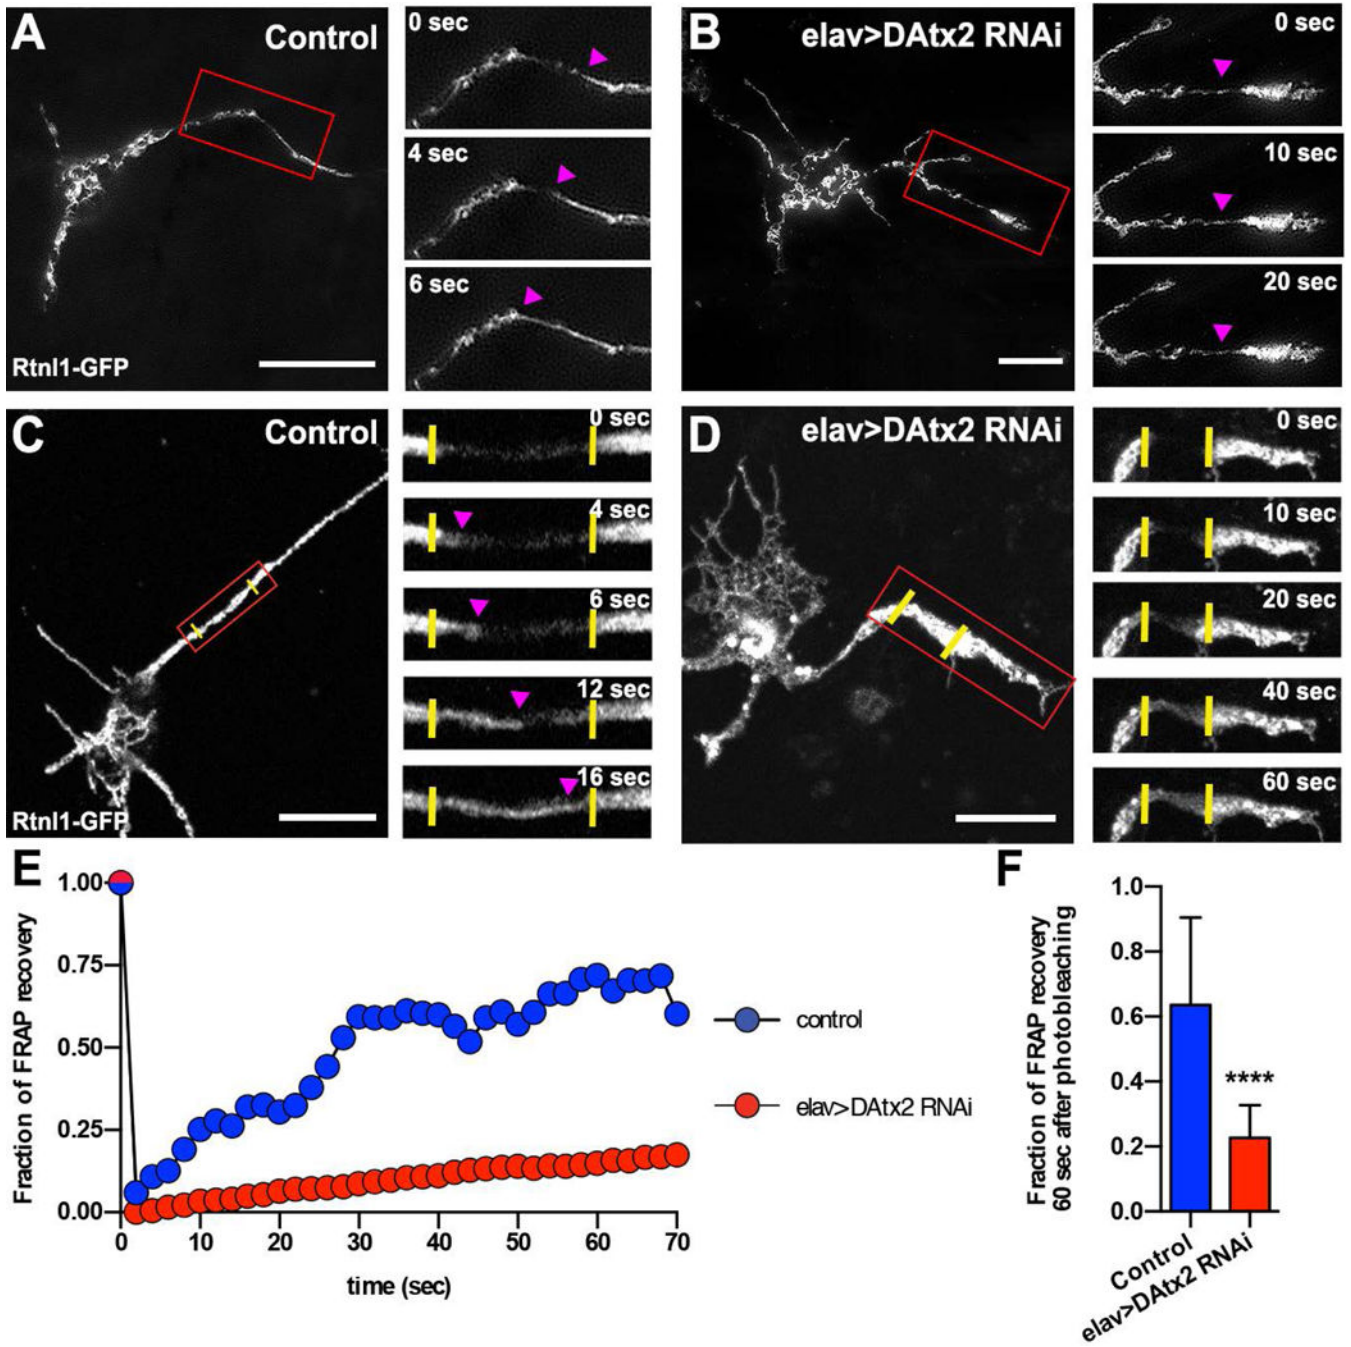 A
Control
Rtnl1-GFP
0 sec
4 sec
6 sec
B
elav>DAtx2 RNAi
0 sec
10 sec
20 sec
C
Control
Rtnl1-GFP
0 sec
4 sec
6 sec
12 sec
16 sec
D
elav>DAtx2 RNAi
0 sec
10 sec
20 sec
40 sec
60 sec
E
Fraction of FRAP recovery
1.00
0.75
0.50
0.25
0.00
0 10 20 30 40 50 60 70
time (sec)
control
elav>DAtx2 RNAi
F
Fraction of FRAP recovery
60 sec after photobleaching
1.0
0.8
0.6
0.4
0.2
0.0
****
Control
elav>DAtx2 RNAi